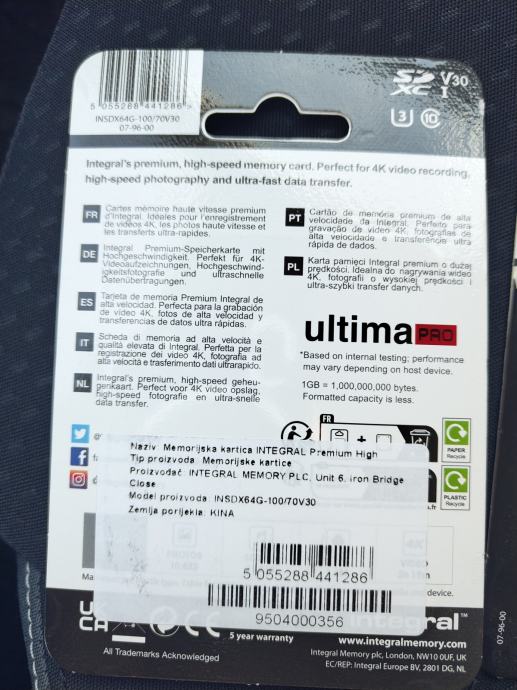 5 055288 441286 >
INSDX64G-100/70V30
07-96-00
SDXC I V30
U3 10
Integral's premium, high-speed memory card. Perfect for 4K video recording,
high-speed photography and ultra-fast data transfer.
FR Cartes mémoire haute vitesse premium
d'Integral. Idéales pour l'enregistrement
de vidéos 4K, les photos haute vitesse et
les transferts ultra-rapides.
DE Integral Premium-Speicherkarte mit
Hochgeschwindigkeit. Perfekt für 4K-
Videoaufzeichnungen, Hochgeschwind-
igkeitsfotografie und ultraschnelle
Datenübertragungen.
ES Tarjeta de memoria Premium Integral de
alta velocidad. Perfecta para la grabación
de vídeo 4K, fotos de alta velocidad y
transferencias de datos ultra rápidas.
IT Scheda di memoria ad alta velocità e
qualità elevata di Integral. Perfetta per la
registrazione dei video 4K, fotografia ad
alta velocità e trasferimento dati ultrarapido.
NL Integral's premium, high-speed geheu-
genkaart. Perfect voor 4K video opslag,
high-speed fotografie en ultra-snelle
data transfer.
PT Cartão de memória premium de alta
velocidade da Integral. Perfeito para
gravação de vídeo 4K, fotografias de
alta velocidade e transferência ultra
rápida de dados.
PL Karta pamięci Integral premium o dużej
prędkości. Idealna do nagrywania wideo
4K, fotografii o wysokiej prędkości i
ultra-szybki transfer danych.
ultima PRO
*Based on internal testing; performance
may vary depending on host device.
1GB = 1,000,000,000 bytes.
Formatted capacity is less.
FR
PAPER
Recycle
PLASTIC
Recycle
Naziv: Memorijska kartica INTEGRAL Premium High
Tip proizvoda: Memorijske kartice
Proizvođač: INTEGRAL MEMORY PLC, Unit 6, iron Bridge
Close
Model proizvoda: INSDX64G-100/70V30
Zemlja porijekla: KINA
5 055288 441286
9504000356
UK
CA
CE
5 year warranty
integral
www.integralmemory.com
All Trademarks Acknowledged
Integral Memory plc, London, NW10 0UF, UK
EC/REP: Integral Europe BV, 2801 DG, NL
07-96-00